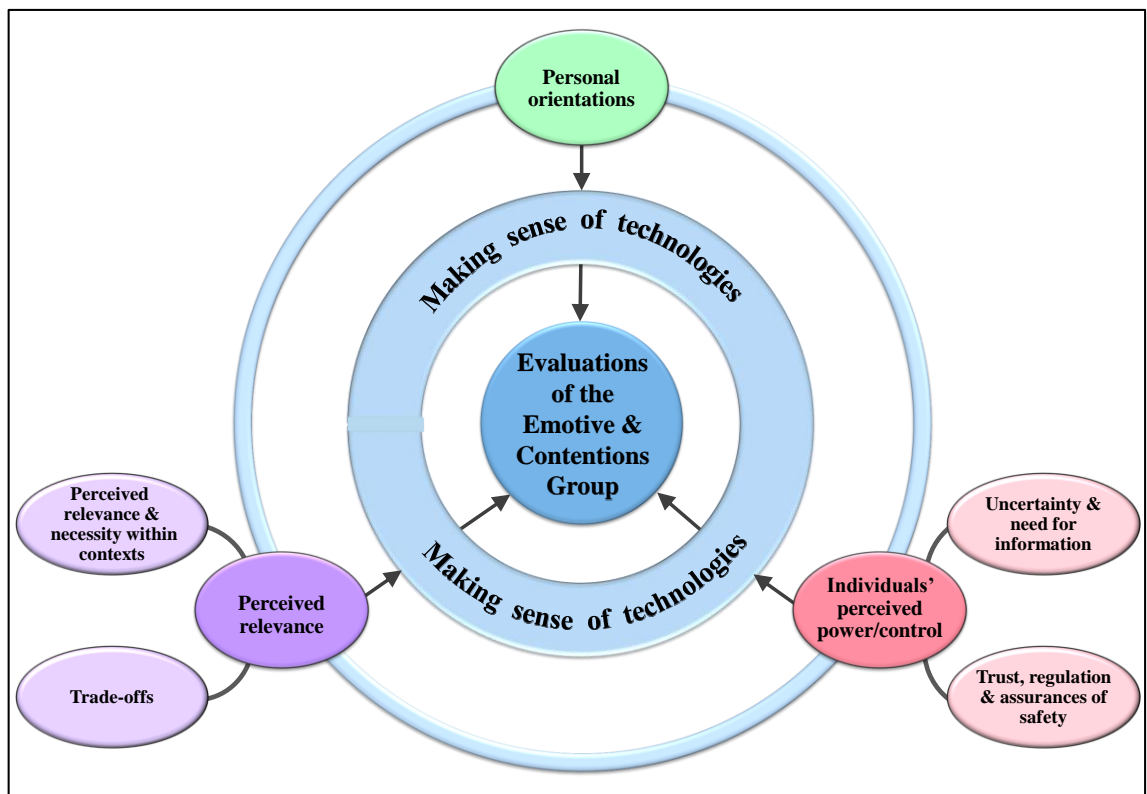 Personal
orientations
Making sense of technologies
Evaluations
of the
Emotive &
Contentions
Group
Perceived
relevance &
necessity within
contexts
Uncertainty &
need for
information
Making sense of technologies
Perceived
relevance
Individuals’
perceived
power/control
Trade-offs
Trust, regulation
& assurances of
safety